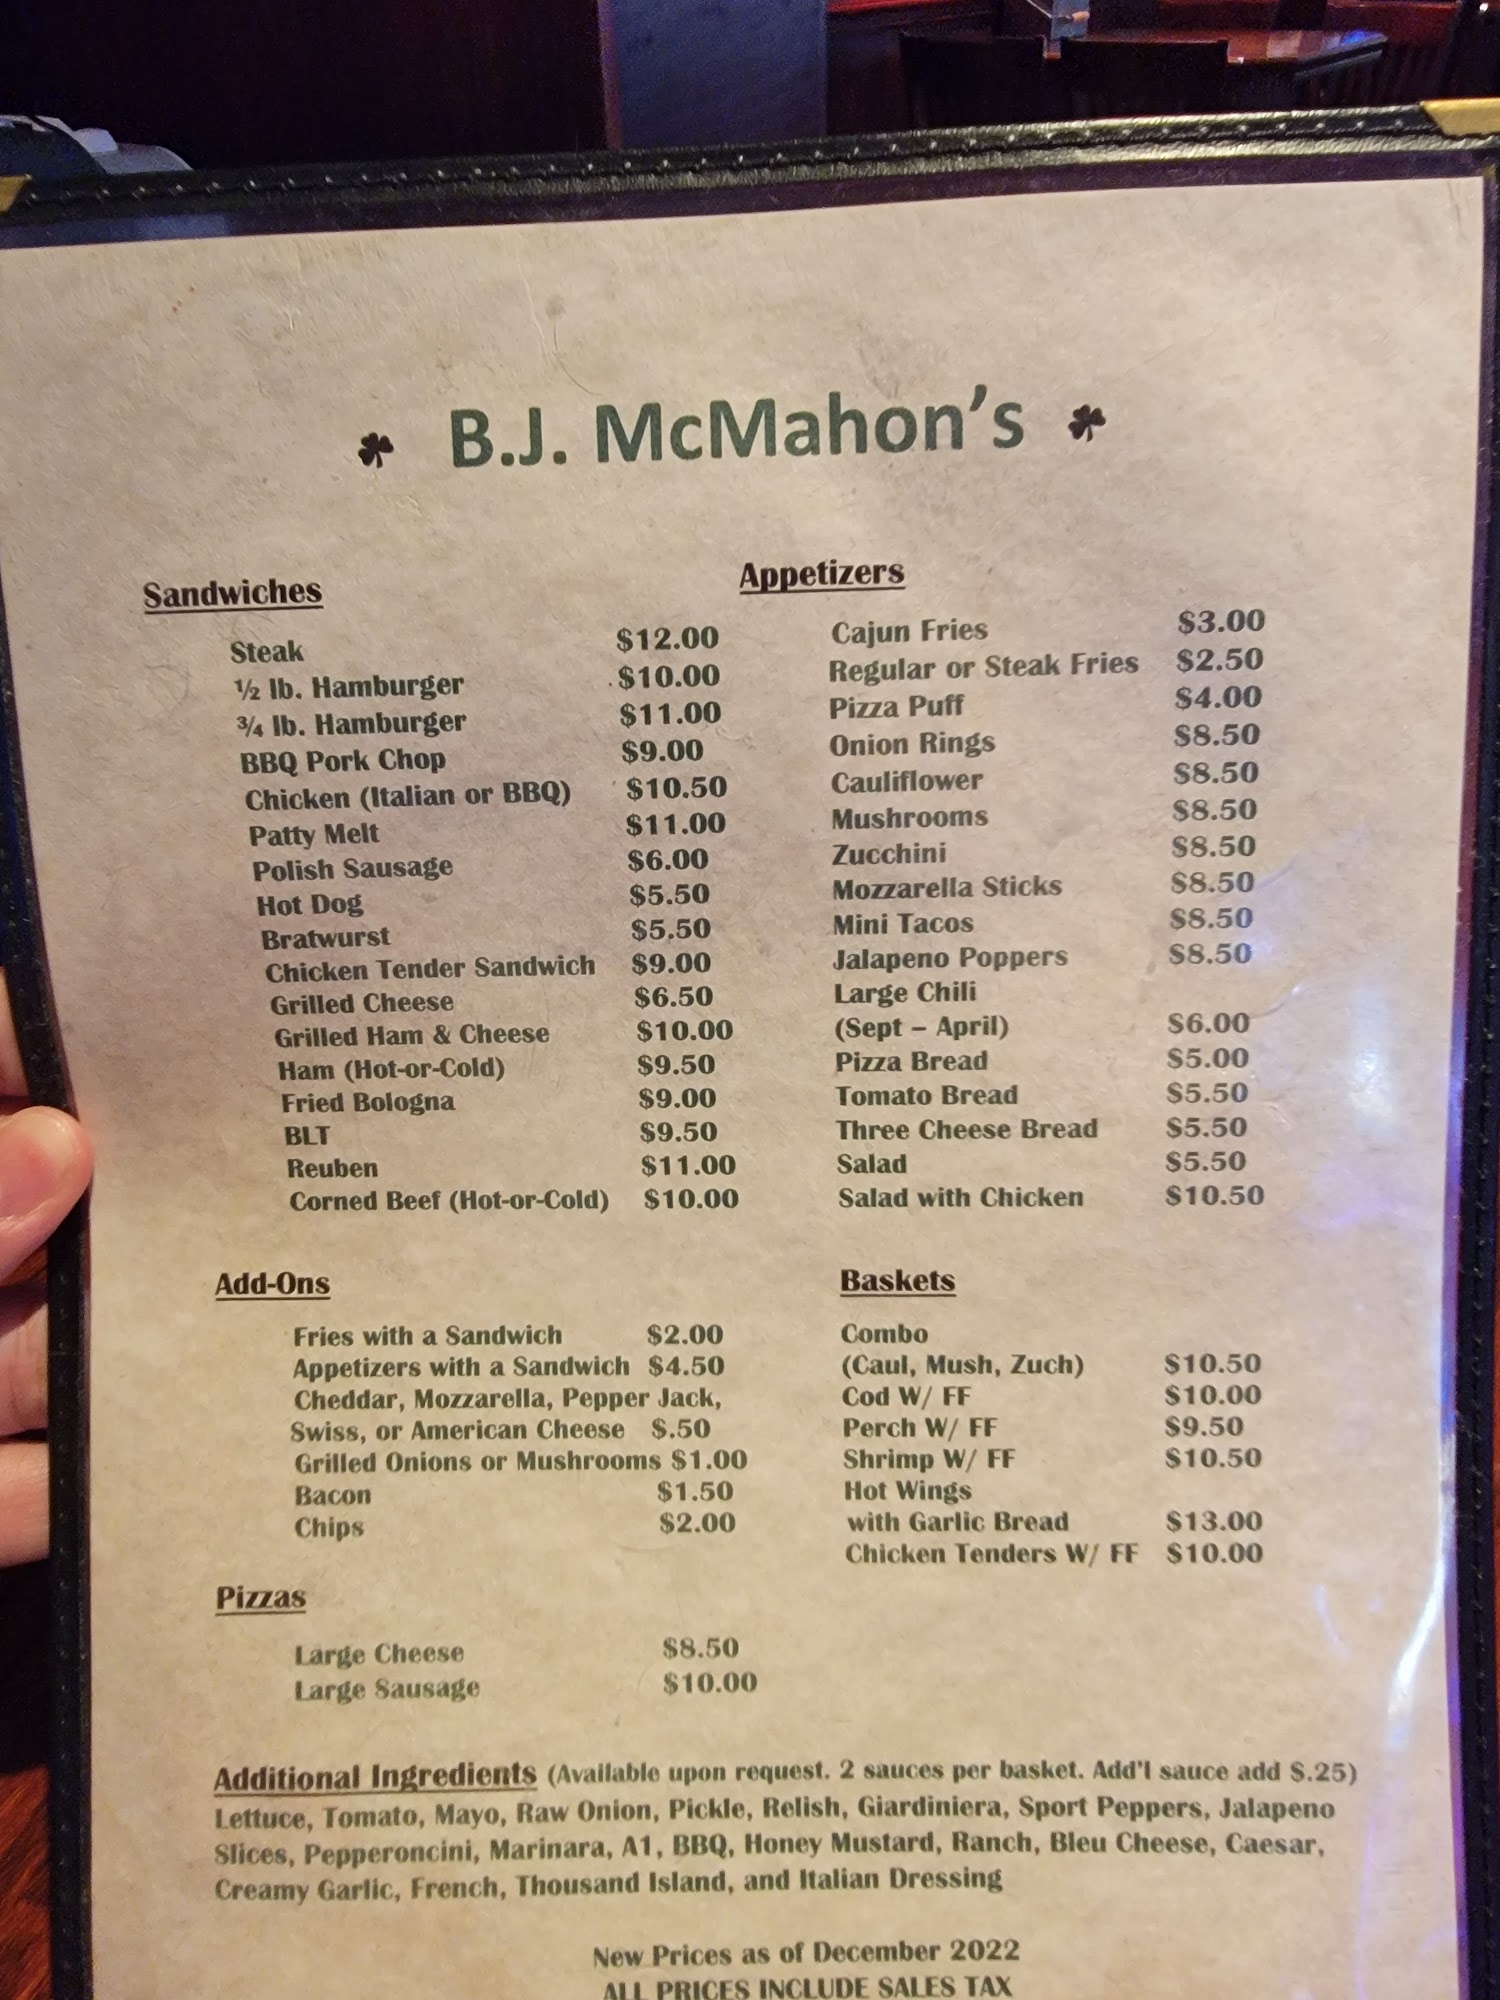 B.J. McMahon's
Sandwiches
Steak $12.00
½ lb. Hamburger $10.00
¾ lb. Hamburger $11.00
BBQ Pork Chop $9.00
Chicken (Italian or BBQ) $10.50
Patty Melt $11.00
Polish Sausage $6.00
Hot Dog $5.50
Bratwurst $5.50
Chicken Tender Sandwich $9.00
Grilled Cheese $6.50
Grilled Ham & Cheese $10.00
Ham (Hot-or-Cold) $9.50
Fried Bologna $9.00
BLT $9.50
Reuben $11.00
Corned Beef (Hot-or-Cold) $10.00
Appetizers
Cajun Fries $3.00
Regular or Steak Fries $2.50
Pizza Puff $4.00
Onion Rings $8.50
Cauliflower $8.50
Mushrooms $8.50
Zucchini $8.50
Mozzarella Sticks $8.50
Mini Tacos $8.50
Jalapeno Poppers $8.50
Large Chili
(Sept – April) $6.00
Pizza Bread $5.00
Tomato Bread $5.50
Three Cheese Bread $5.50
Salad $5.50
Salad with Chicken $10.50
Add-Ons
Fries with a Sandwich $2.00
Appetizers with a Sandwich $4.50
Cheddar, Mozzarella, Pepper Jack,
Swiss, or American Cheese $.50
Grilled Onions or Mushrooms $1.00
Bacon $1.50
Chips $2.00
Baskets
Combo
(Caul, Mush, Zuch) $10.50
Cod W/ FF $10.00
Perch W/ FF $9.50
Shrimp W/ FF $10.50
Hot Wings
with Garlic Bread $13.00
Chicken Tenders W/ FF $10.00
Pizzas
Large Cheese $8.50
Large Sausage $10.00
Additional Ingredients (Available upon request. 2 sauces per basket. Add'l sauce add $.25)
Lettuce, Tomato, Mayo, Raw Onion, Pickle, Relish, Giardiniera, Sport Peppers, Jalapeno
Slices, Pepperoncini, Marinara, A1, BBQ, Honey Mustard, Ranch, Bleu Cheese, Caesar,
Creamy Garlic, French, Thousand Island, and Italian Dressing
New Prices as of December 2022
ALL PRICES INCLUDE SALES TAX